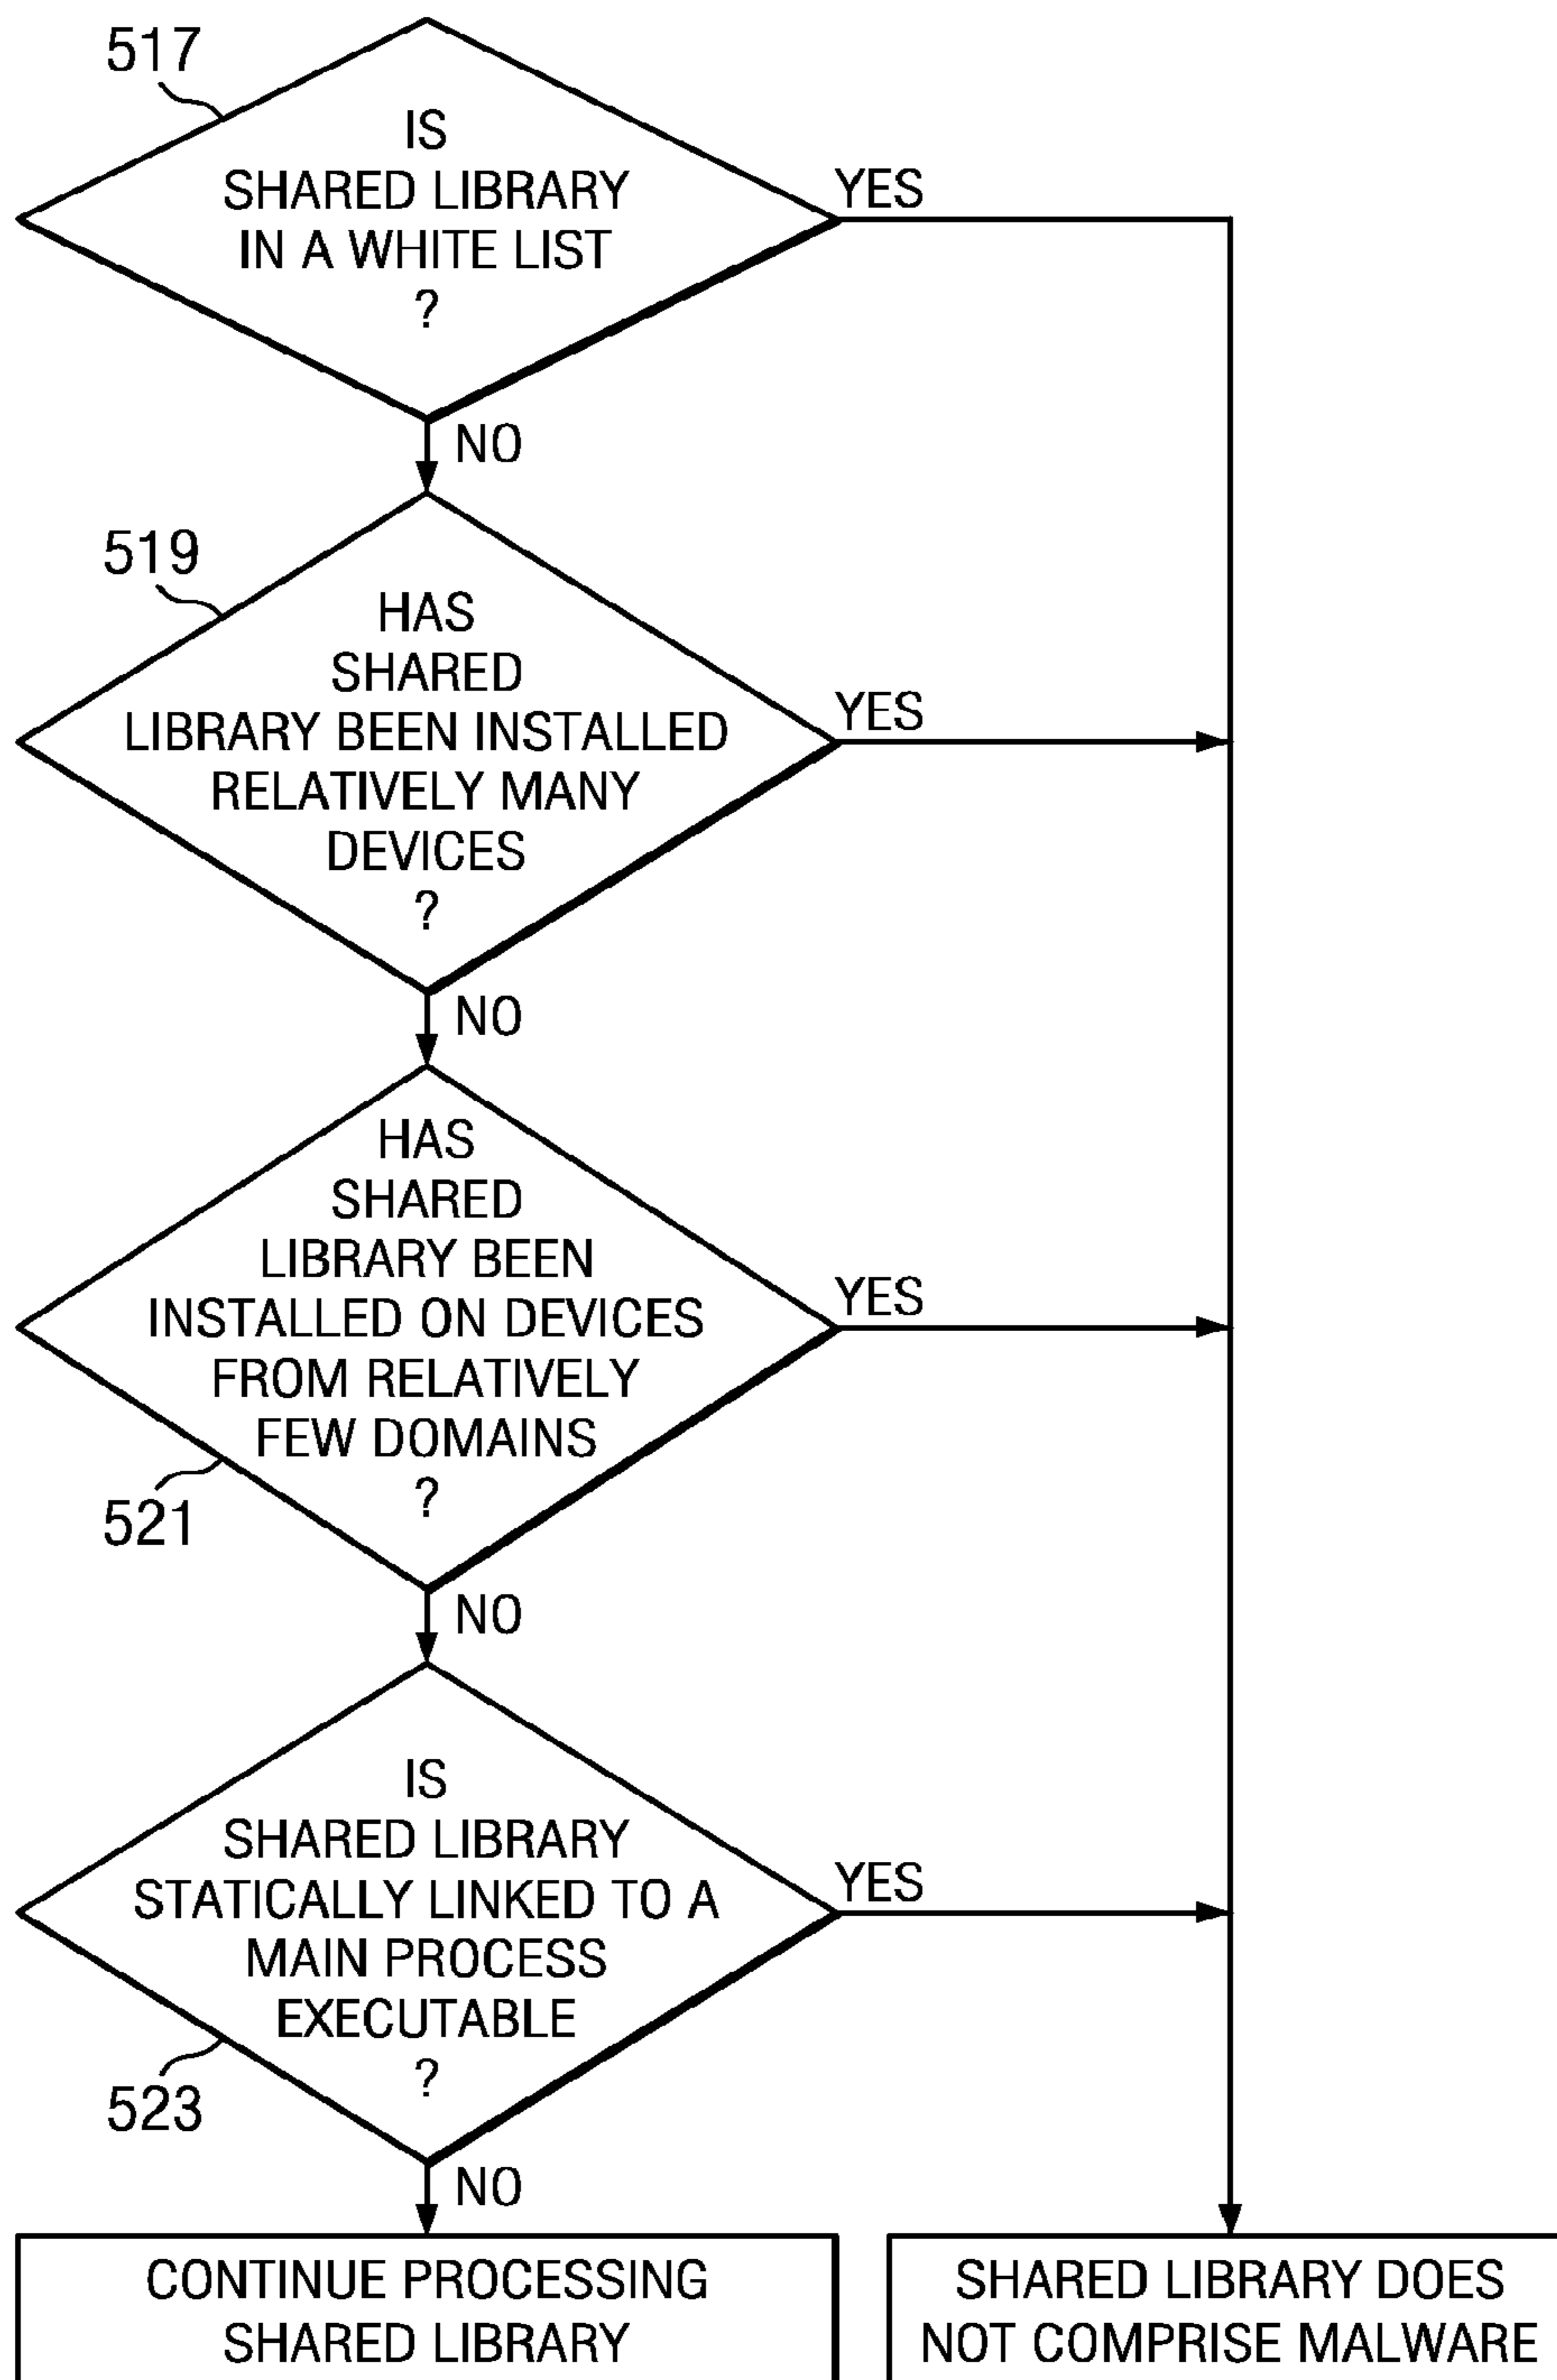 517
IS
SHARED LIBRARY
IN A WHITE LIST
?
YES
NO
519
HAS
SHARED
LIBRARY BEEN INSTALLED
RELATIVELY MANY
DEVICES
?
YES
NO
HAS
SHARED
LIBRARY BEEN
INSTALLED ON DEVICES
FROM RELATIVELY
FEW DOMAINS
?
YES
521
NO
IS
SHARED LIBRARY
STATICALLY LINKED TO A
MAIN PROCESS
EXECUTABLE
?
YES
523
NO
CONTINUE PROCESSING
SHARED LIBRARY
SHARED LIBRARY DOES
NOT COMPRISE MALWARE